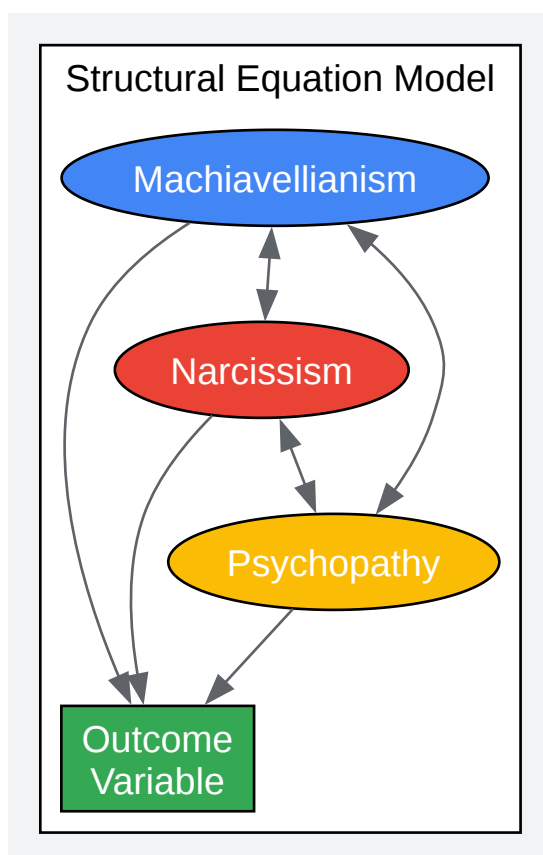 Structural Equation Model
Machiavellianism
Narcissism
Psychopathy
Outcome
Variable